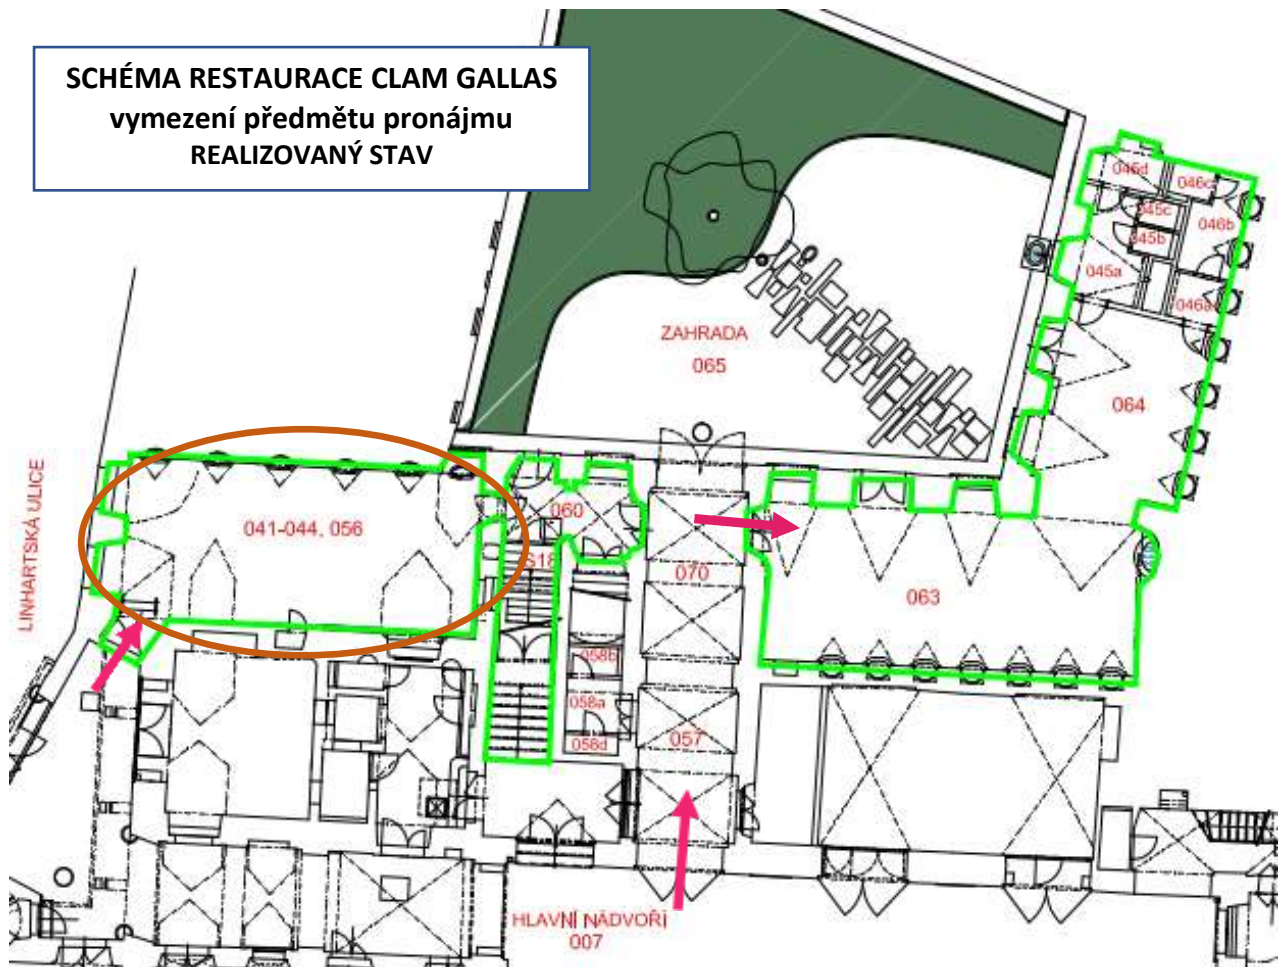 SCHÉMA RESTAURACE CLAM GALLAS
vymezení předmětu pronájmu
REALIZOVANÝ STAV
046d
046c
045c
046b
045b
045a
046a
ZAHRADA
065
064
LINHARTSKÁ ULICE
041-044, 056
060
S18
070
063
058b
058a
057
HLAVNÍ NÁDVOŘÍ
007